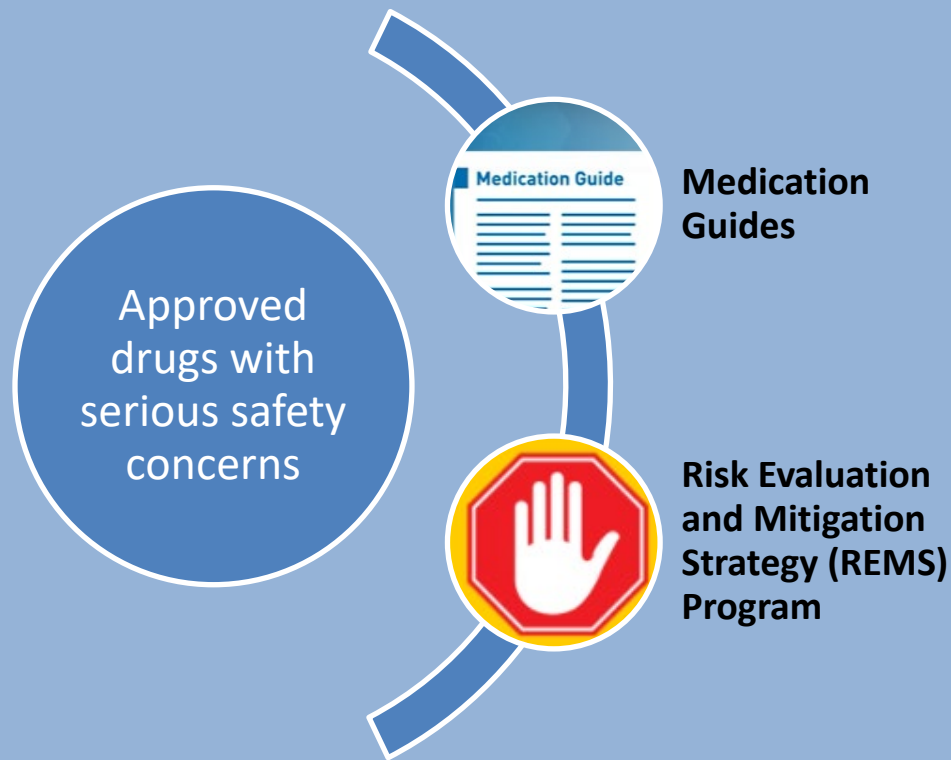 Approved
drugs with
serious safety
concerns
Medication Guide
Medication
Guides
Risk Evaluation
and Mitigation
Strategy (REMS)
Program